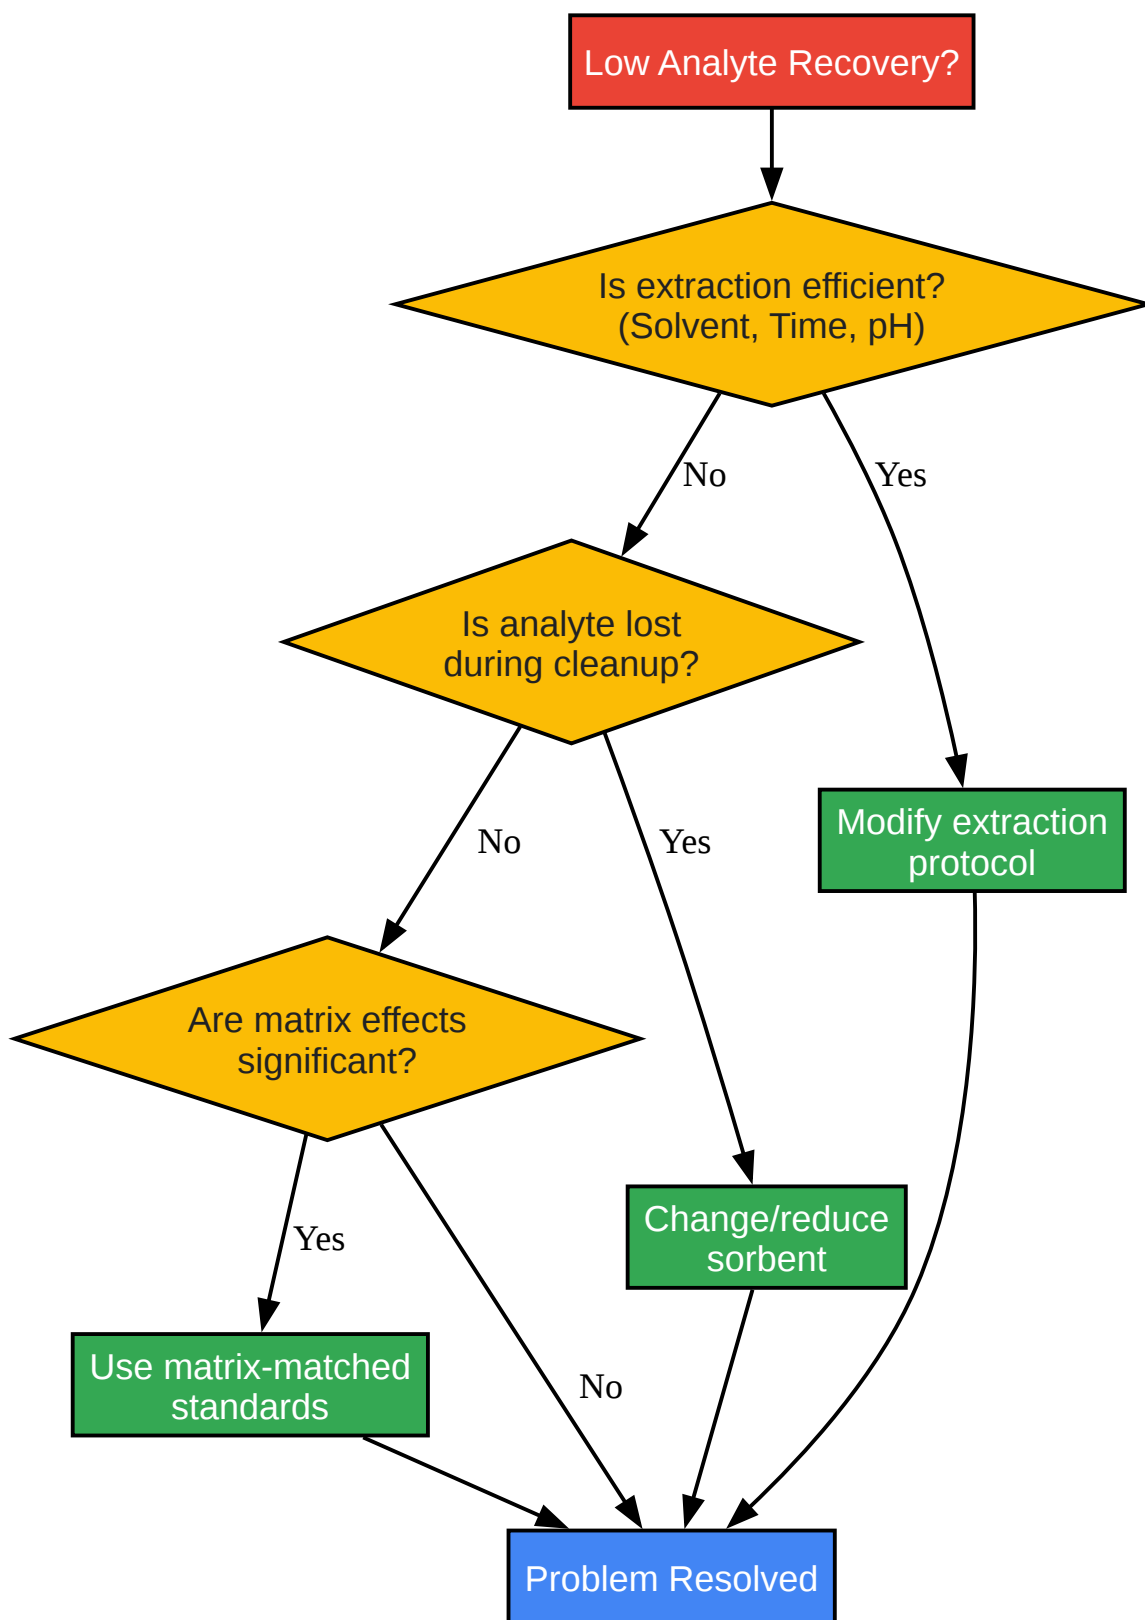 Low Analyte Recovery?
Is extraction efficient?
(Solvent, Time, pH)
No
Yes
Is analyte lost
during cleanup?
Modify extraction
protocol
No
Yes
Are matrix effects
significant?
Change/reduce
sorbent
Yes
Use matrix-matched
standards
No
Problem Resolved